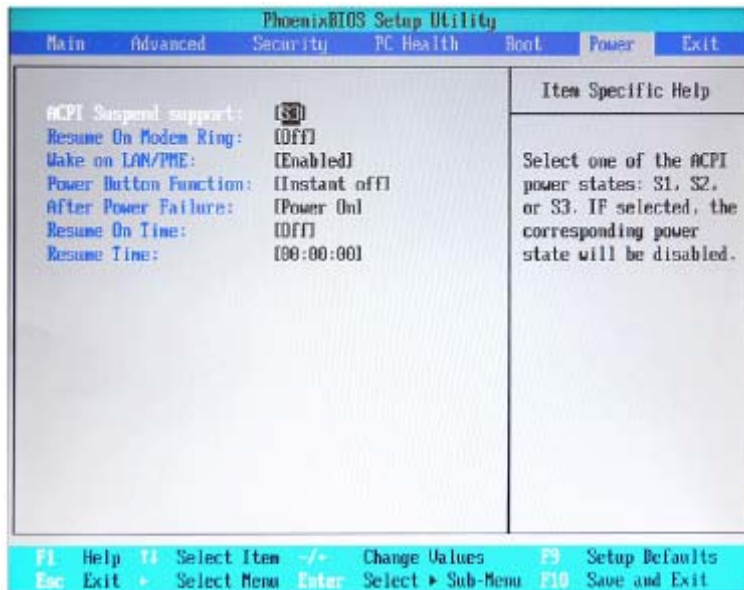 PhoenixBIOS Setup Utility
Main Advanced Security PC Health Boot Power Exit
ACPI Suspend support:
Resume On Modem Ring: [Off]
Wake on LAN/PME: [Enabled]
Power Button Function: [Instant off]
After Power Failure: [Power On]
Resume On Time: [Off]
Resume Time: [00:00:00]
Item Specific Help
Select one of the ACPI
power states: S1, S2,
or S3. IF selected, the
corresponding power
state will be disabled.
F1 Help ↑↓ Select Item -/+ Change Values F9 Setup Defaults
Esc Exit Select Menu Enter Select ▶ Sub-Menu F10 Save and Exit